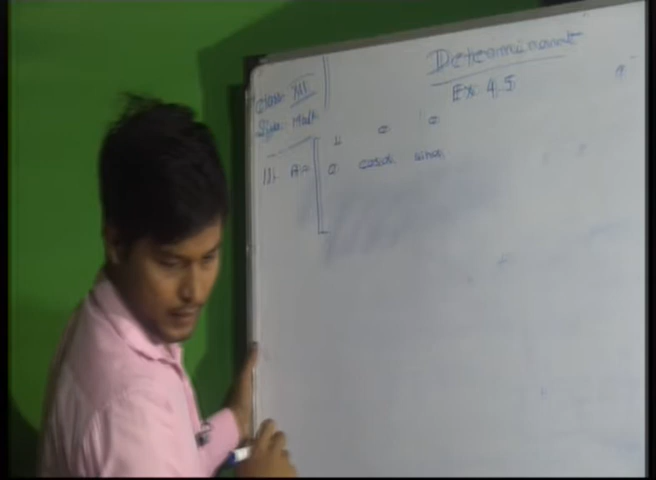 Determinant
Ex: 4.5
Class: XII
Sub: Math
11. A =
1 0 0
0 cosα sinα